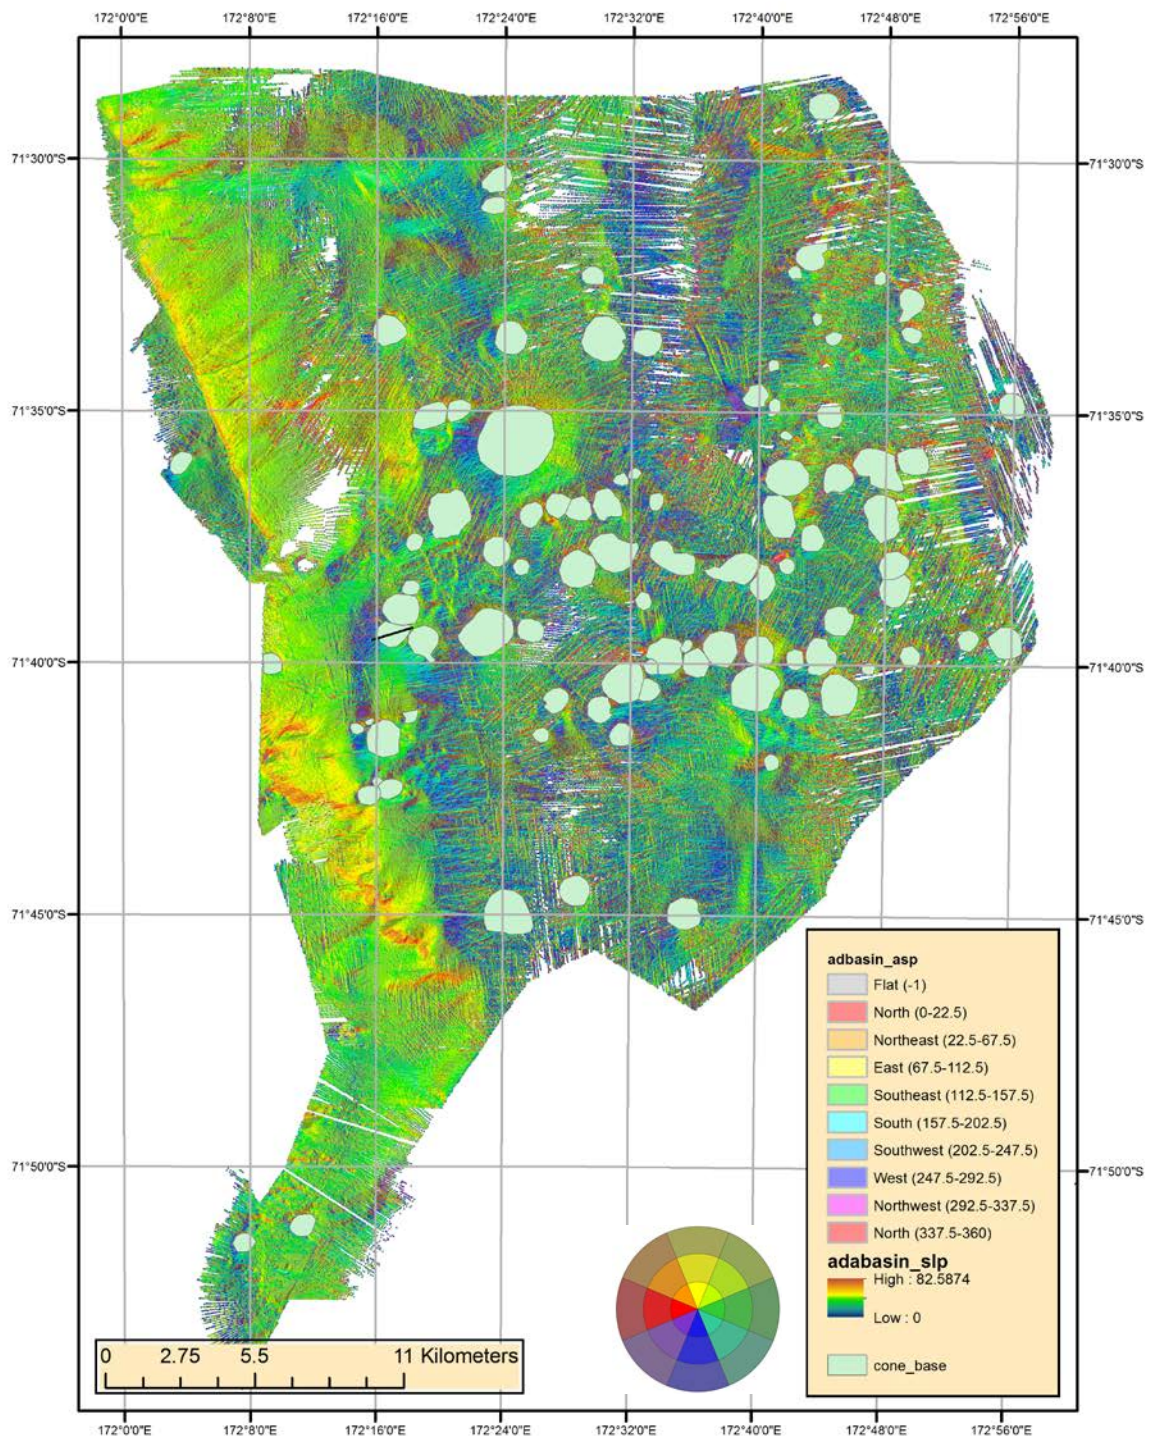 172°0'0"E 172°8'0"E 172°16'0"E 172°24'0"E 172°32'0"E 172°40'0"E 172°48'0"E 172°56'0"E
71°30'0"S 71°30'0"S
71°35'0"S 71°35'0"S
71°40'0"S 71°40'0"S
71°45'0"S 71°45'0"S
adbasin_asp
Flat (-1)
North (0-22.5)
Northeast (22.5-67.5)
East (67.5-112.5)
Southeast (112.5-157.5)
South (157.5-202.5)
71°50'0"S Southwest (202.5-247.5) 71°50'0"S
West (247.5-292.5)
Northwest (292.5-337.5)
North (337.5-360)
adabasin_slp
High : 82.5874
Low : 0
cone_base
0 2.75 5.5 11 Kilometers
172°0'0"E 172°8'0"E 172°16'0"E 172°24'0"E 172°32'0"E 172°40'0"E 172°48'0"E 172°56'0"E